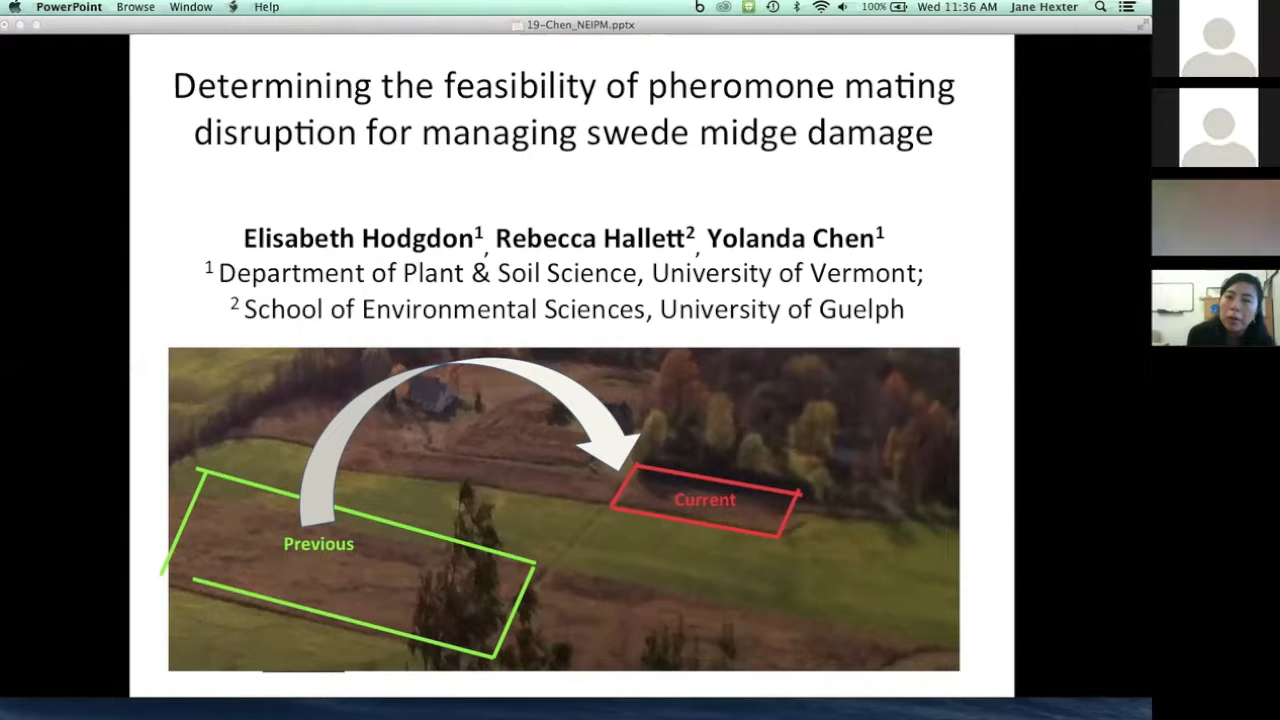 PowerPoint Browse Window Help 100% Wed 11:36 AM Jane Hexter
19-Chen_NEIPM.pptx
Determining the feasibility of pheromone mating
disruption for managing swede midge damage
Elisabeth Hodgdon1, Rebecca Hallett2, Yolanda Chen1
1 Department of Plant & Soil Science, University of Vermont;
2 School of Environmental Sciences, University of Guelph
Current
Previous